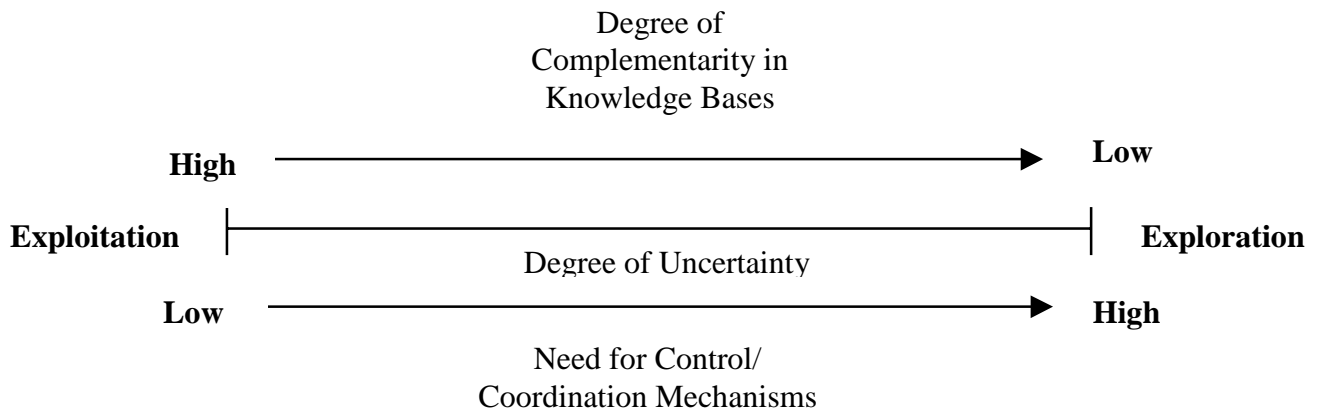 Degree of
Complementarity in
Knowledge Bases
High
Low
Exploitation
Exploration
Degree of Uncertainty
Low
High
Need for Control/
Coordination Mechanisms